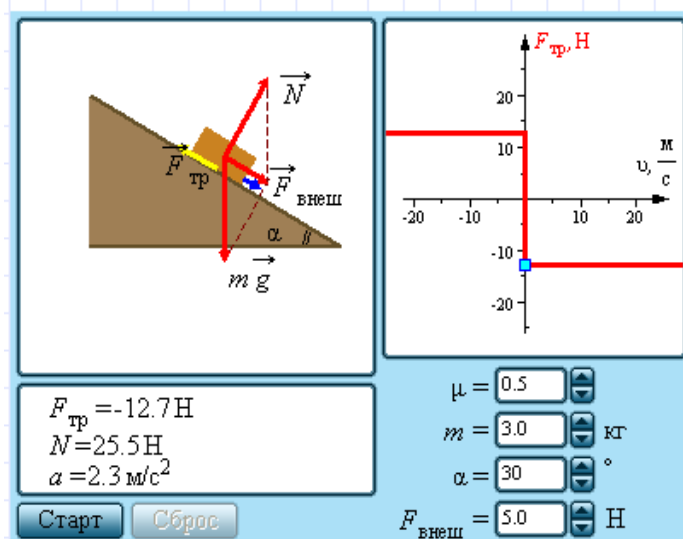 N
F тр
F внеш
α
m g
F тр, Н
20
10
υ, м/с
-20 -10 10 20
-10
-20
F тр =-12.7 Н
N =25.5 Н
a =2.3 м/с²
μ = 0.5
m = 3.0 кг
α = 30 °
F внеш = 5.0 Н
Старт Сброс